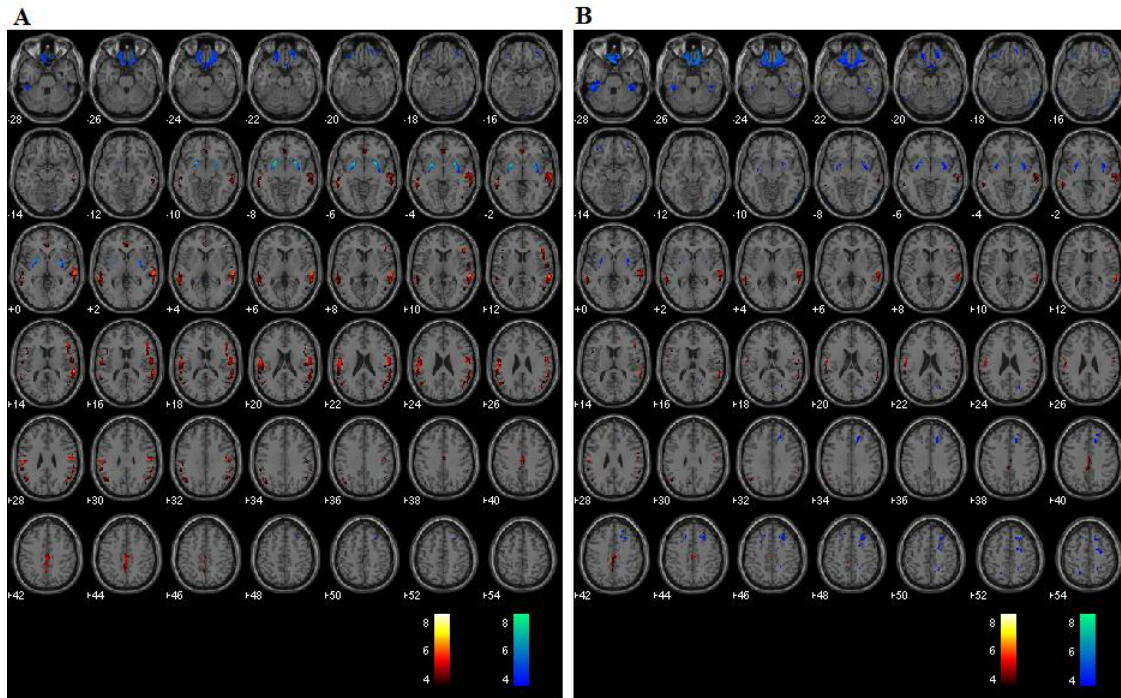 A
-28 -26 -24 -22 -20 -18 -16
-14 -12 -10 -8 -6 -4 -2
+0 +2 +4 +6 +8 +10 +12
+14 +16 +18 +20 +22 +24 +26
+28 +30 +32 +34 +36 +38 +40
+42 +44 +46 +48 +50 +52 +54
8 8
6 6
4 4
B
-28 -26 -24 -22 -20 -18 -16
-14 -12 -10 -8 -6 -4 -2
+0 +2 +4 +6 +8 +10 +12
+14 +16 +18 +20 +22 +24 +26
+28 +30 +32 +34 +36 +38 +40
+42 +44 +46 +48 +50 +52 +54
8 8
6 6
4 4